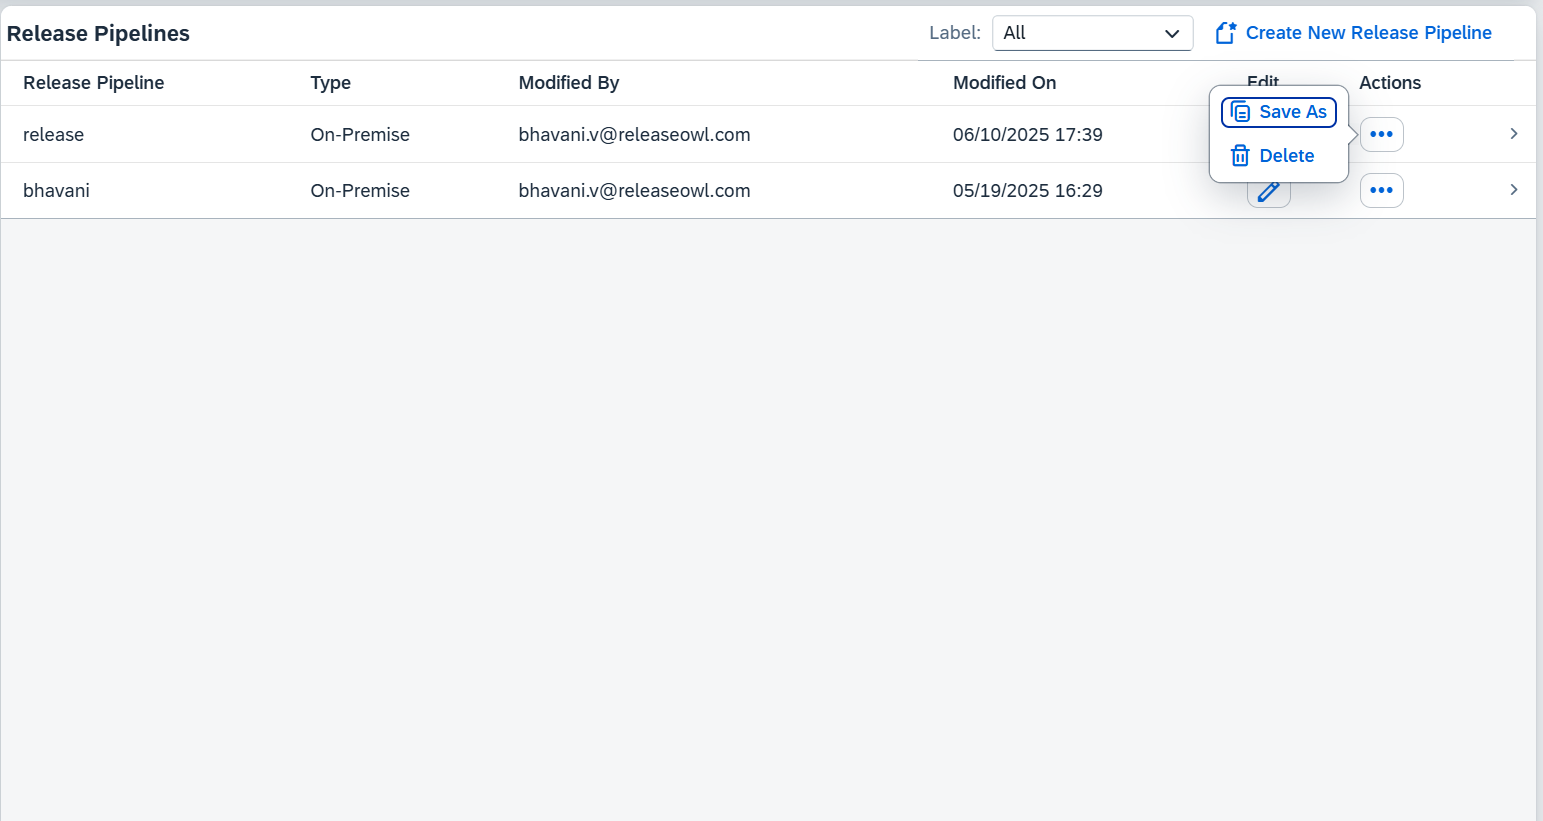 Release Pipelines Label: All Create New Release Pipeline
Release Pipeline Type Modified By Modified On Edit Actions
Save As
release On-Premise bhavani.v@releaseowl.com 06/10/2025 17:39
Delete
bhavani On-Premise bhavani.v@releaseowl.com 05/19/2025 16:29